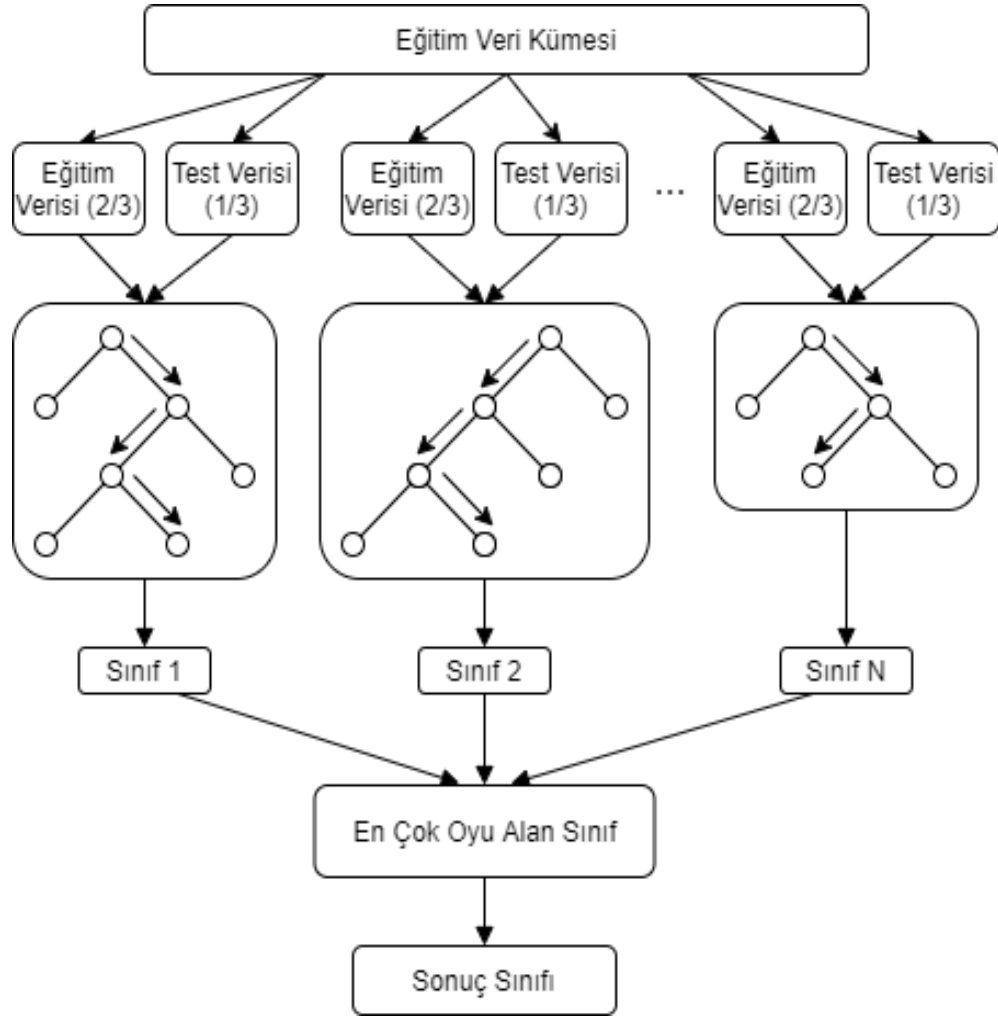 Eğitim Veri Kümesi
Eğitim
Verisi (2/3)
Test Verisi
(1/3)
Eğitim
Verisi (2/3)
Test Verisi
(1/3)
...
Eğitim
Verisi (2/3)
Test Verisi
(1/3)
Sınıf 1
Sınıf 2
Sınıf N
En Çok Oyu Alan Sınıf
Sonuç Sınıfı